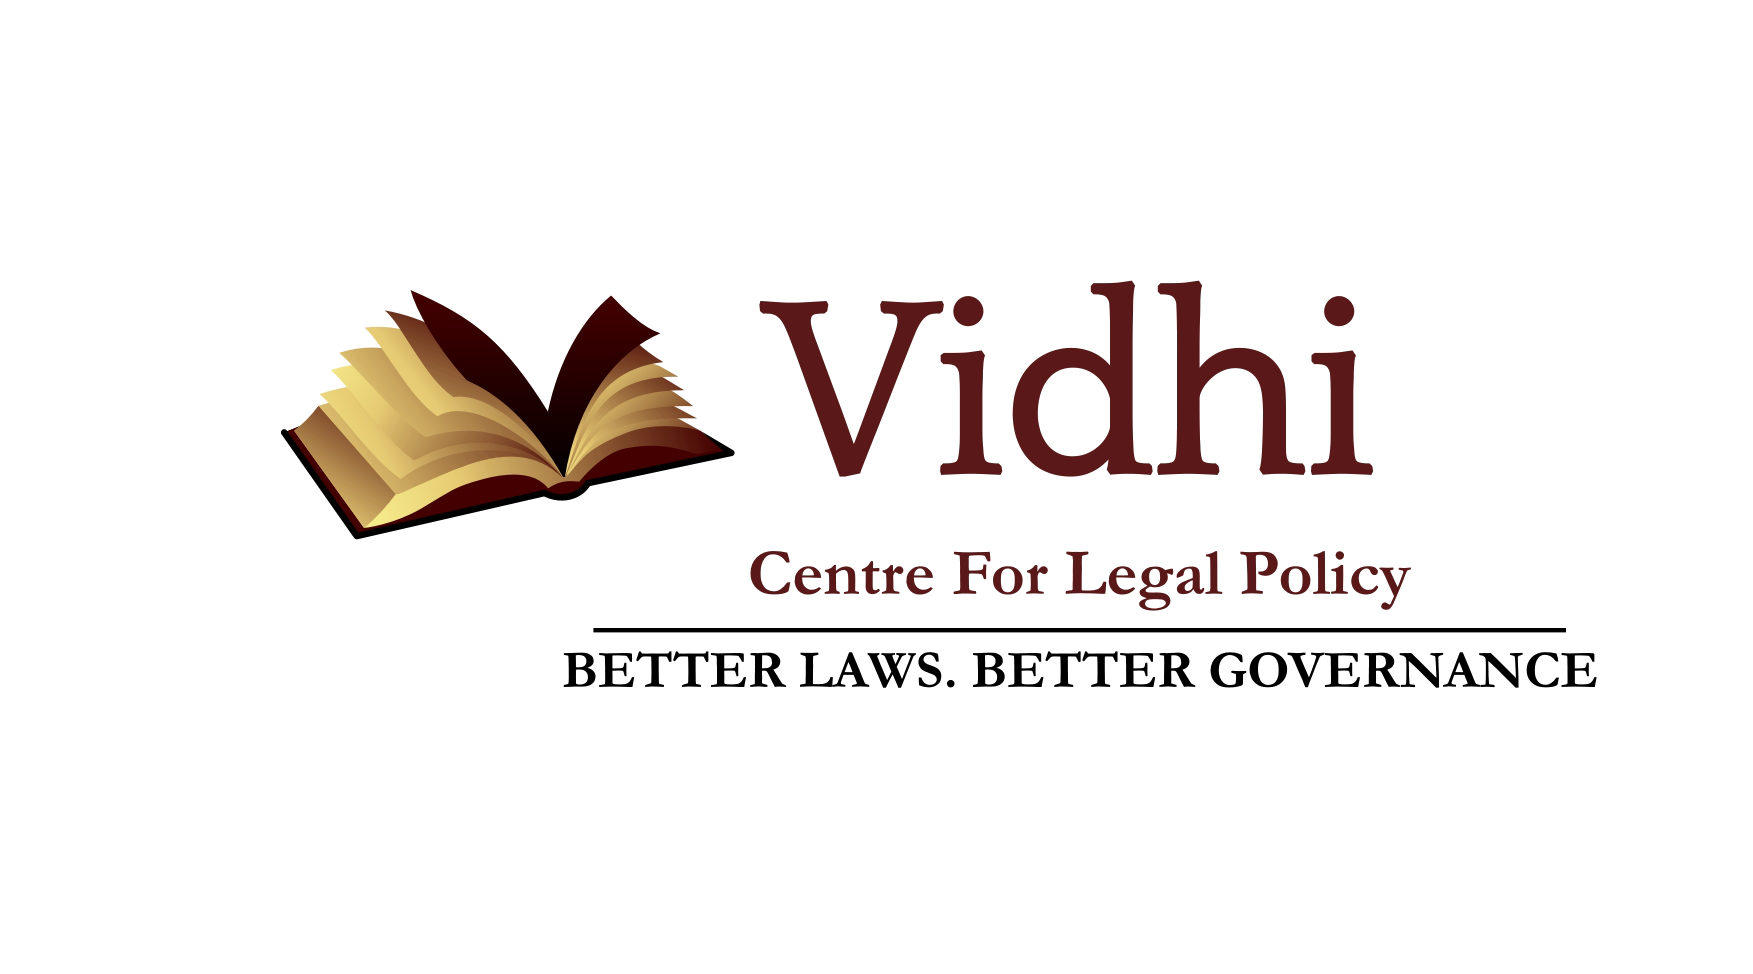 Vidhi
Centre For Legal Policy
BETTER LAWS. BETTER GOVERNANCE